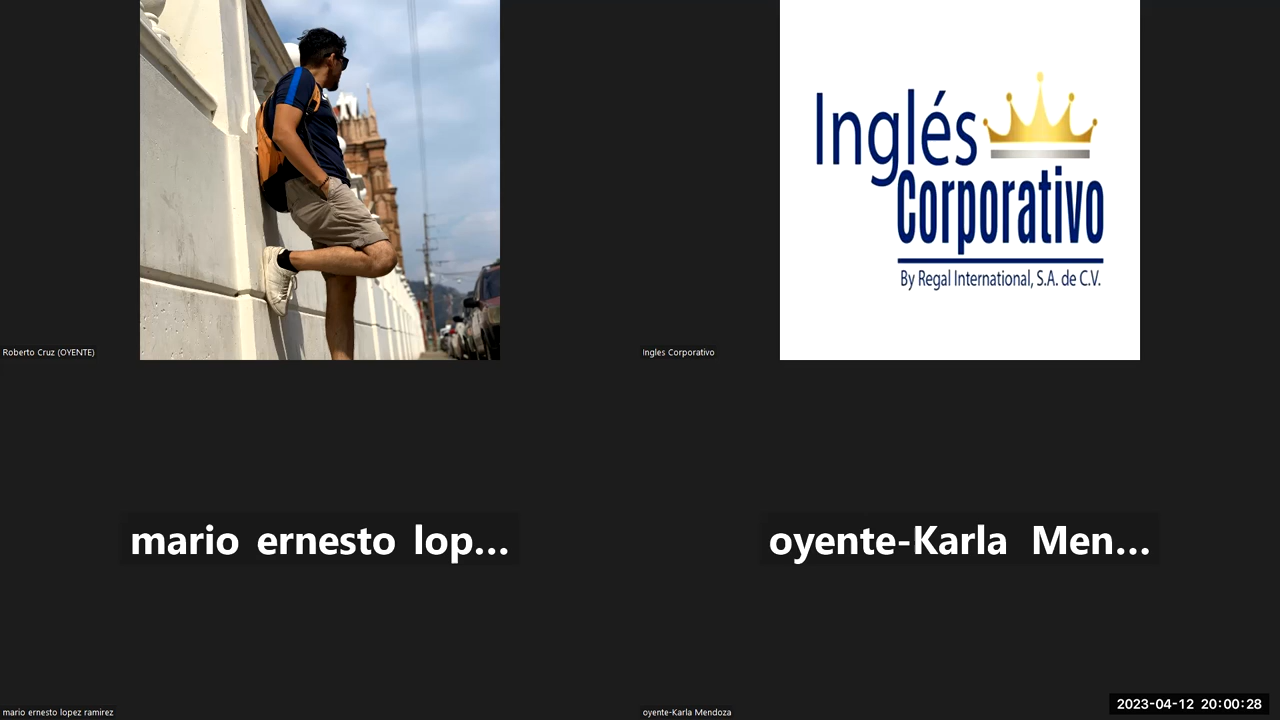 Inglés
Corporativo
By Regal International, S.A. de C.V.
Roberto Cruz (OYENTE)
Ingles Corporativo
mario ernesto lop...
oyente-Karla Men...
mario ernesto lopez ramirez
oyente-Karla Mendoza
2023-04-12 20:00:28